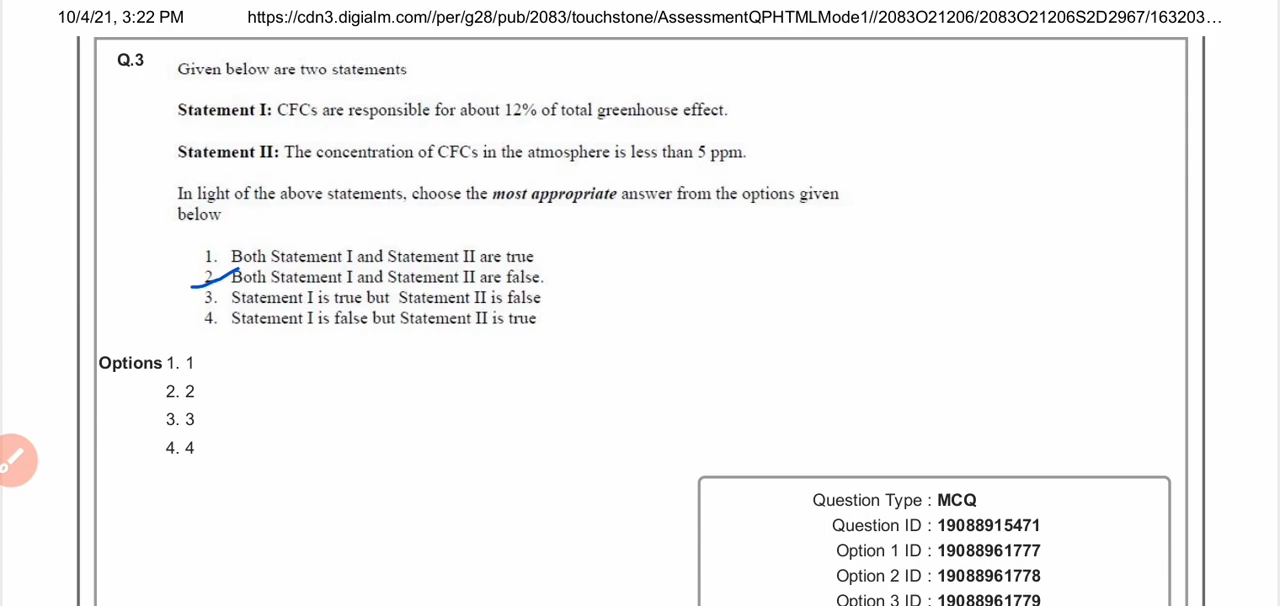 10/4/21, 3:22 PM https://cdn3.digialm.com//per/g28/pub/2083/touchstone/AssessmentQPHTMLMode1//2083O21206/2083O21206S2D2967/163203…
Q.3
Given below are two statements
Statement I: CFCs are responsible for about 12% of total greenhouse effect.
Statement II: The concentration of CFCs in the atmosphere is less than 5 ppm.
In light of the above statements, choose the most appropriate answer from the options given
below
1. Both Statement I and Statement II are true
2. Both Statement I and Statement II are false.
3. Statement I is true but Statement II is false
4. Statement I is false but Statement II is true
Options 1. 1
2. 2
3. 3
4. 4
Question Type : MCQ
Question ID : 19088915471
Option 1 ID : 19088961777
Option 2 ID : 19088961778
Option 3 ID : 19088961779